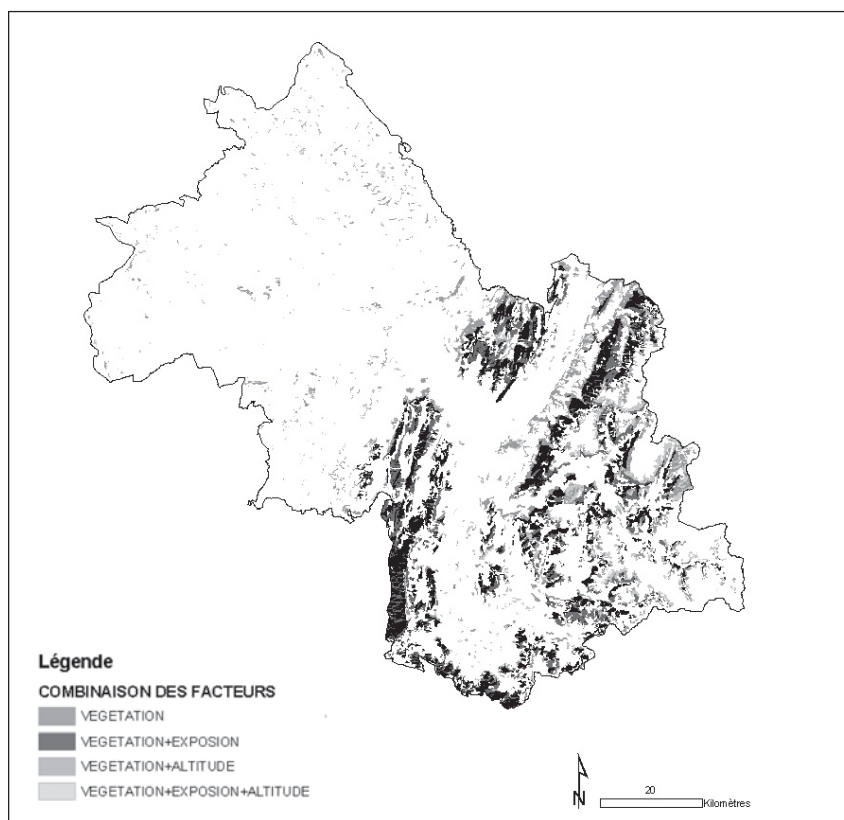 Légende
COMBINAISON DES FACTEURS
VEGETATION
VEGETATION+EXPOSION
VEGETATION+ALTITUDE
VEGETATION+EXPOSION+ALTITUDE
N
20
Kilomètres